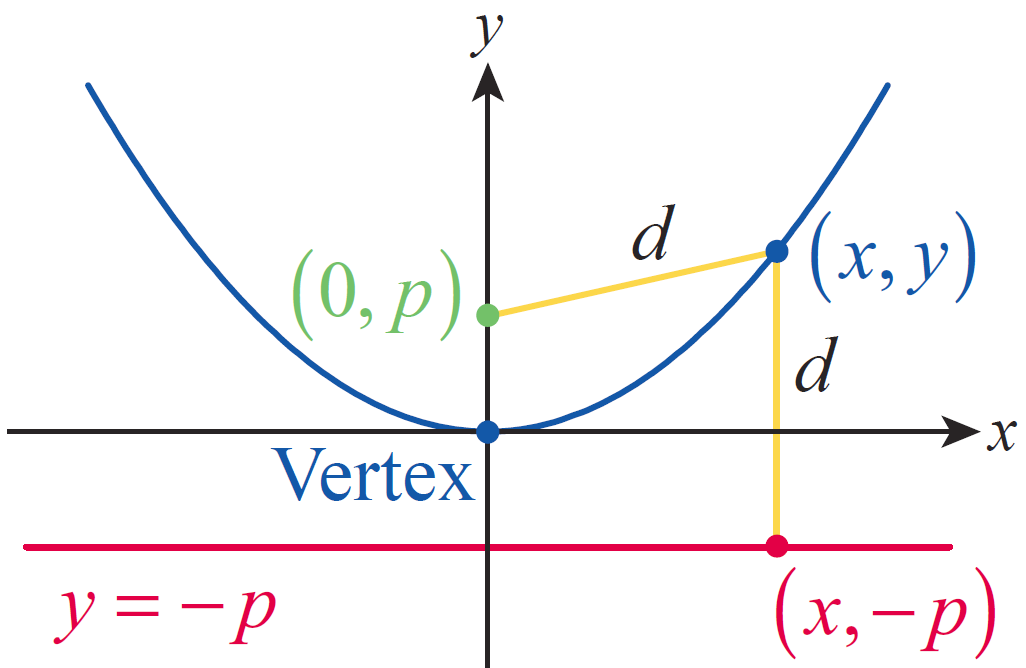 y
d
(x, y)
(0, p)
d
x
Vertex
y = −p
(x, −p)